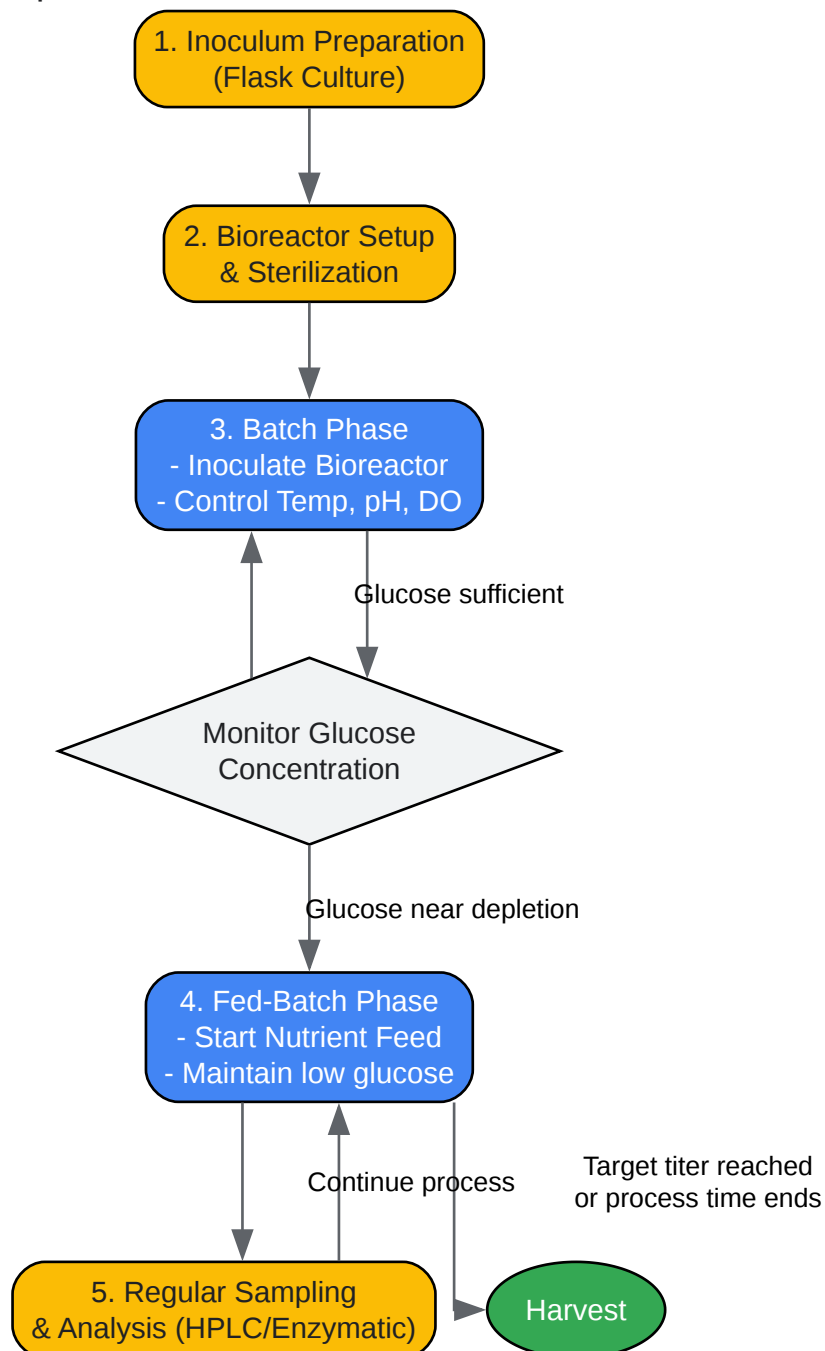 1. Inoculum Preparation
(Flask Culture)
2. Bioreactor Setup
& Sterilization
3. Batch Phase
- Inoculate Bioreactor
- Control Temp, pH, DO
Glucose sufficient
Monitor Glucose
Concentration
Glucose near depletion
4. Fed-Batch Phase
- Start Nutrient Feed
- Maintain low glucose
Continue process
Target titer reached
or process time ends
5. Regular Sampling
& Analysis (HPLC/Enzymatic)
Harvest